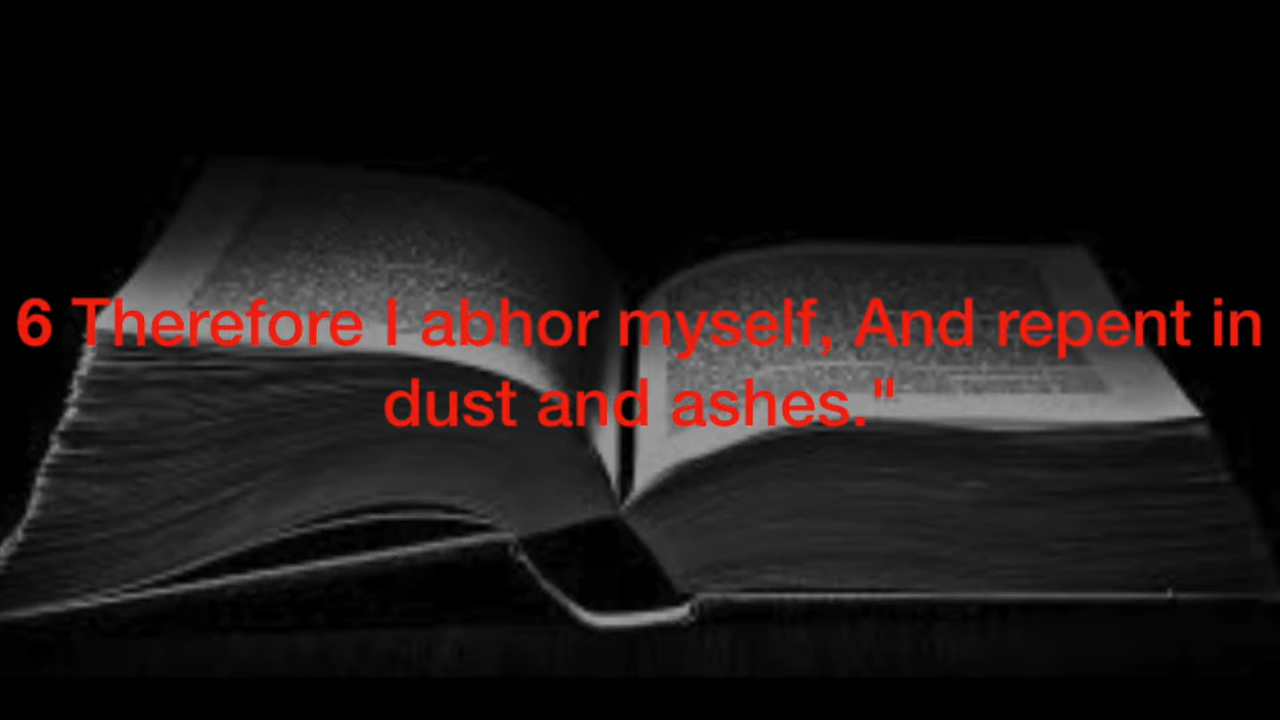 6 Therefore I abhor myself, And repent in
dust and ashes."